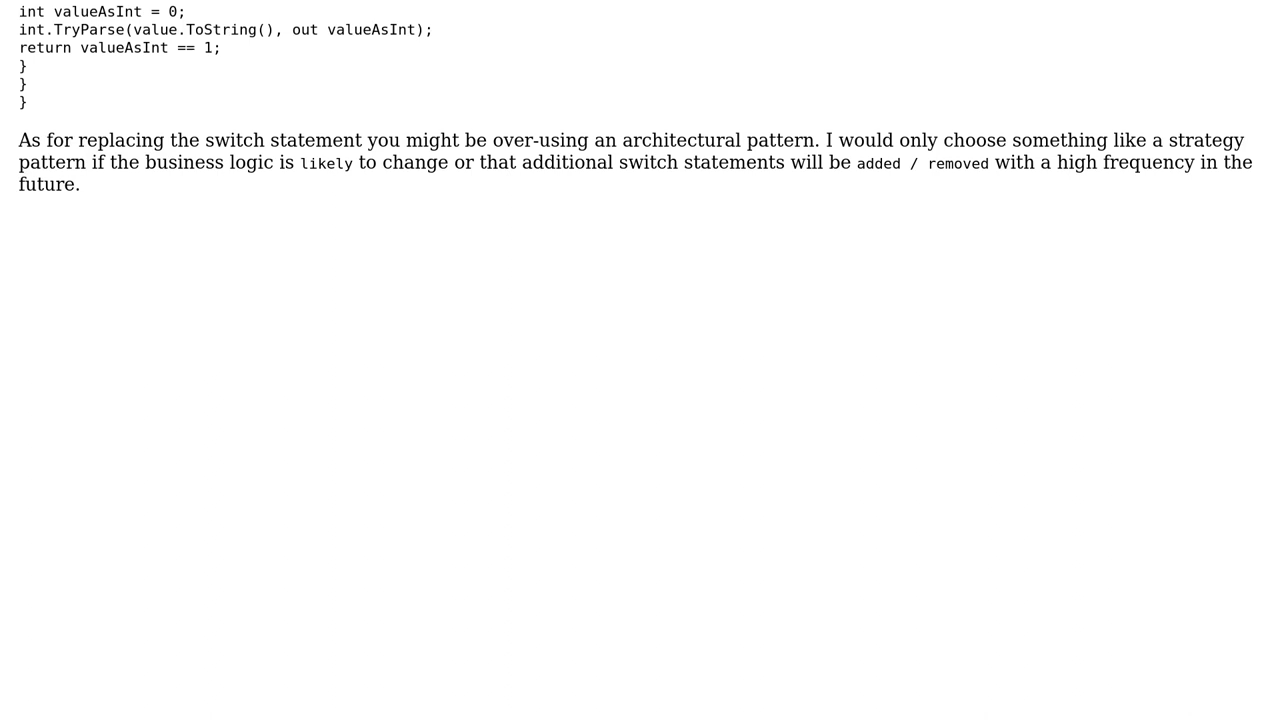 int valueAsInt = 0;
int.TryParse(value.ToString(), out valueAsInt);
return valueAsInt == 1;
}
}
}
As for replacing the switch statement you might be over-using an architectural pattern. I would only choose something like a strategy
pattern if the business logic is likely to change or that additional switch statements will be added / removed with a high frequency in the
future.